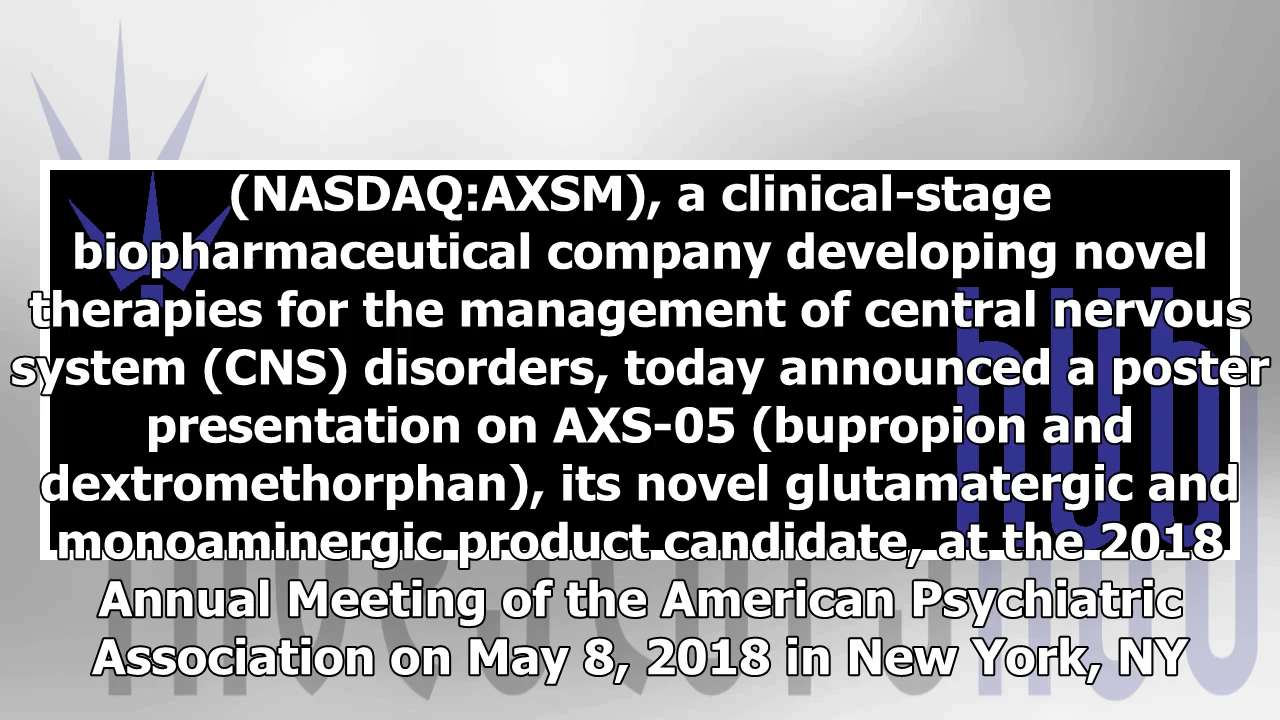 (NASDAQ:AXSM), a clinical-stage
biopharmaceutical company developing novel
therapies for the management of central nervous
system (CNS) disorders, today announced a poster
presentation on AXS-05 (bupropion and
dextromethorphan), its novel glutamatergic and
monoaminergic product candidate, at the 2018
Annual Meeting of the American Psychiatric
Association on May 8, 2018 in New York, NY
hub